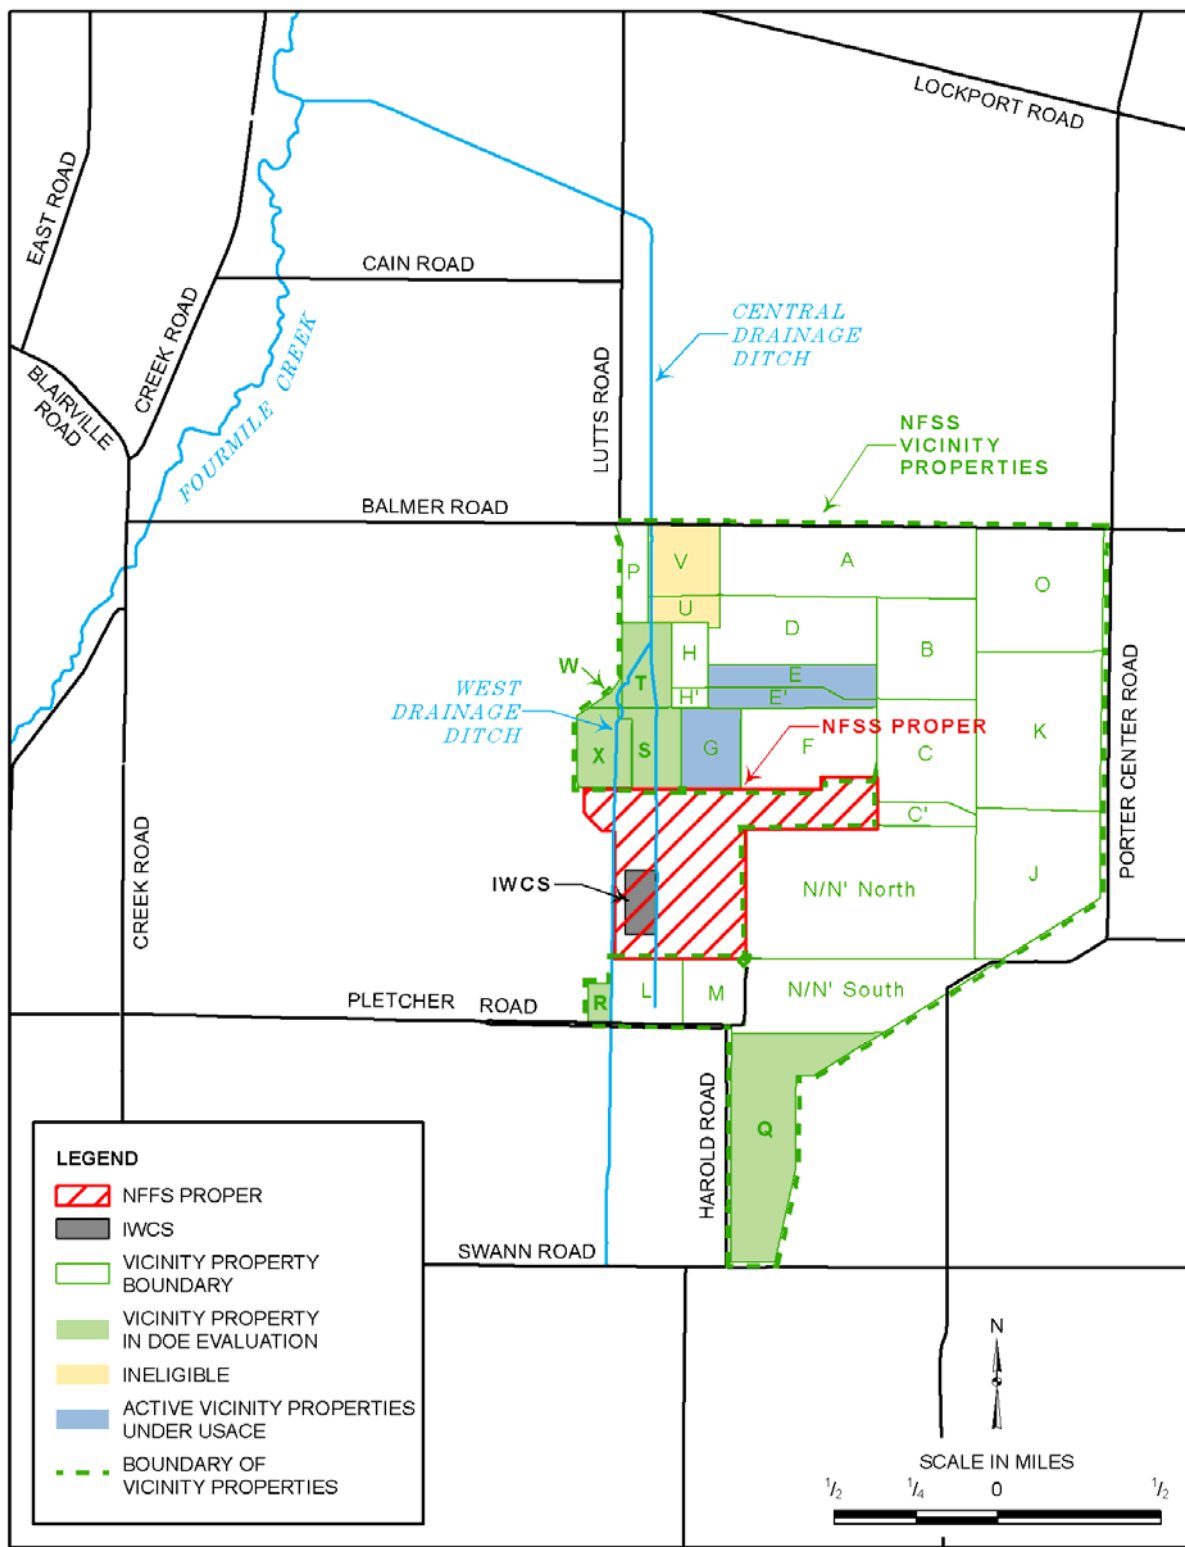 LOCKPORT ROAD
EAST ROAD
CAIN ROAD
CREEK ROAD
CENTRAL
DRAINAGE
DITCH
FOURMILE CREEK
BLAIRVILLE
ROAD
LUTTS ROAD
NFSS
VICINITY
PROPERTIES
BALMER ROAD
P
V
A
O
U
D
B
H
W
T
E
H'
E'
WEST
DRAINAGE
DITCH
NFSS PROPER
K
X
S
G
F
C
C'
PORTER CENTER ROAD
J
IWCS
N/N' North
CREEK ROAD
L
M
N/N' South
R
PLETCHER ROAD
HAROLD ROAD
Q
SWANN ROAD
LEGEND
NFFS PROPER
IWCS
VICINITY PROPERTY
BOUNDARY
VICINITY PROPERTY
IN DOE EVALUATION
INELIGIBLE
ACTIVE VICINITY PROPERTIES
UNDER USACE
BOUNDARY OF
VICINITY PROPERTIES
N
SCALE IN MILES
1/2 1/4 0 1/2